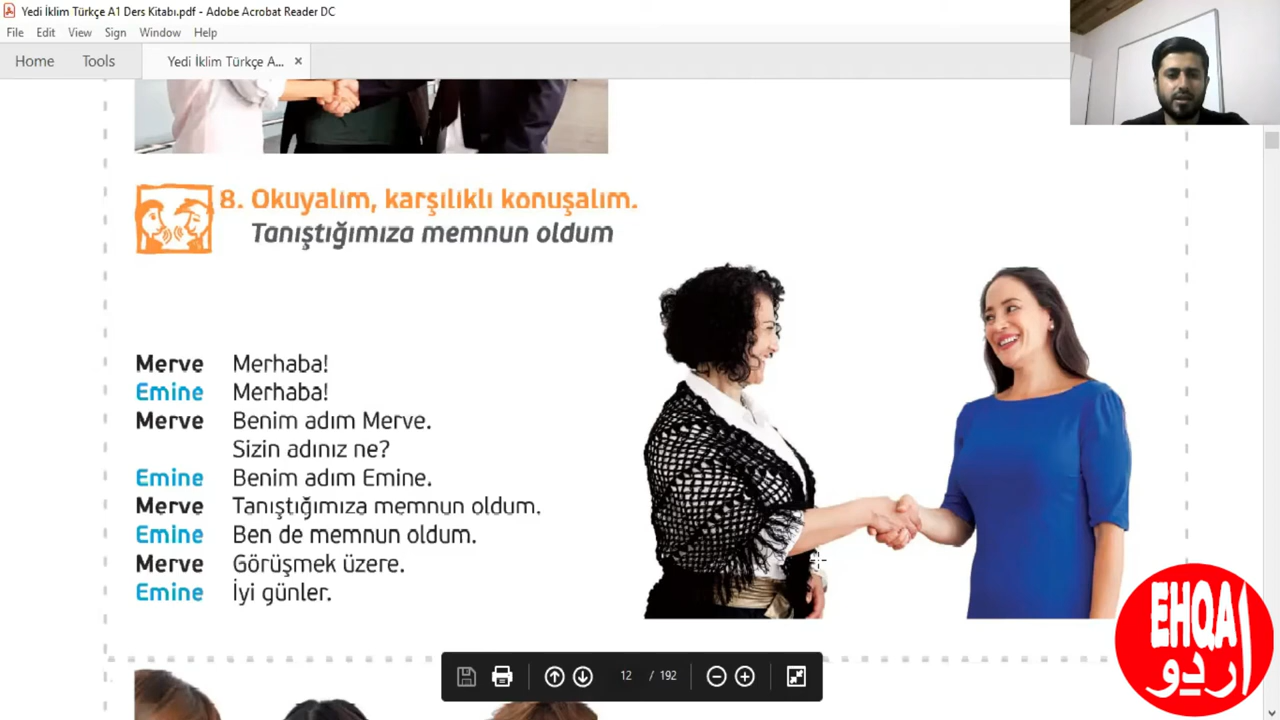 Yedi İklim Türkçe A1 Ders Kitabı.pdf - Adobe Acrobat Reader DC
File Edit View Sign Window Help
Home Tools Yedi İklim Türkçe A... ×
8. Okuyalım, karşılıklı konuşalım.
Tanıştığımıza memnun oldum
Merve Merhaba!
Emine Merhaba!
Merve Benim adım Merve.
Sizin adınız ne?
Emine Benim adım Emine.
Merve Tanıştığımıza memnun oldum.
Emine Ben de memnun oldum.
Merve Görüşmek üzere.
Emine İyi günler.
12 / 192
EHQA
اردو